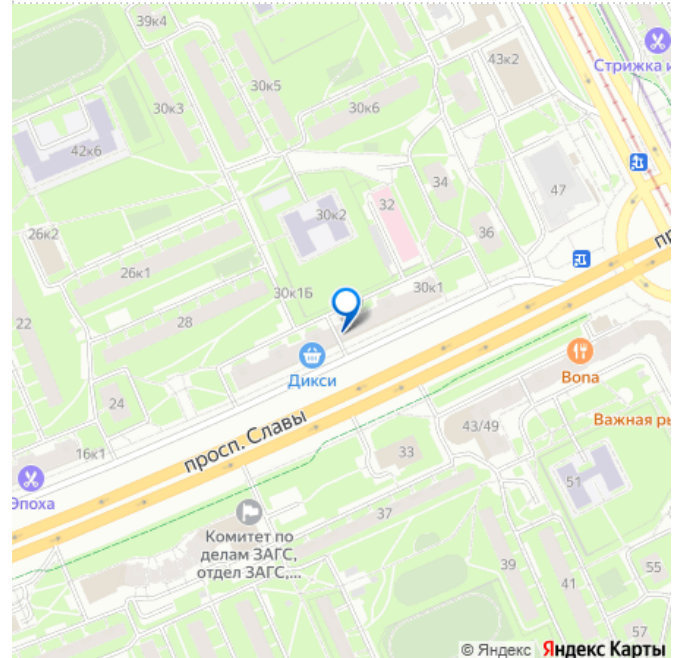 39к4
43к2
Стрижка и
30к5
30к3
30к6
42к6
34
47
32
30к2
36
26к2
пр
26к1
30к1Б
30к1
22
28
Дикси
Вопа
24
просп. Славы
43/49
Важная ры
16к1
33
Эпоха
51
37
Комитет по
делам ЗАГС,
отдел ЗАГС,...
39
41
55
57
© Яндекс Яндекс Карты